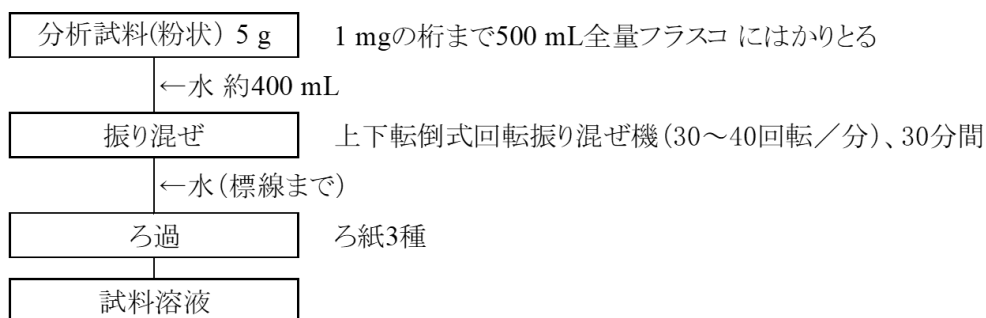 分析試料(粉状) 5 g 1 mgの桁まで500 mL全量フラスコ にはかりとる
←水 約400 mL
振り混ぜ 上下転倒式回転振り混ぜ機(30～40回転／分)、30分間
←水(標線まで)
ろ過 ろ紙3種
試料溶液